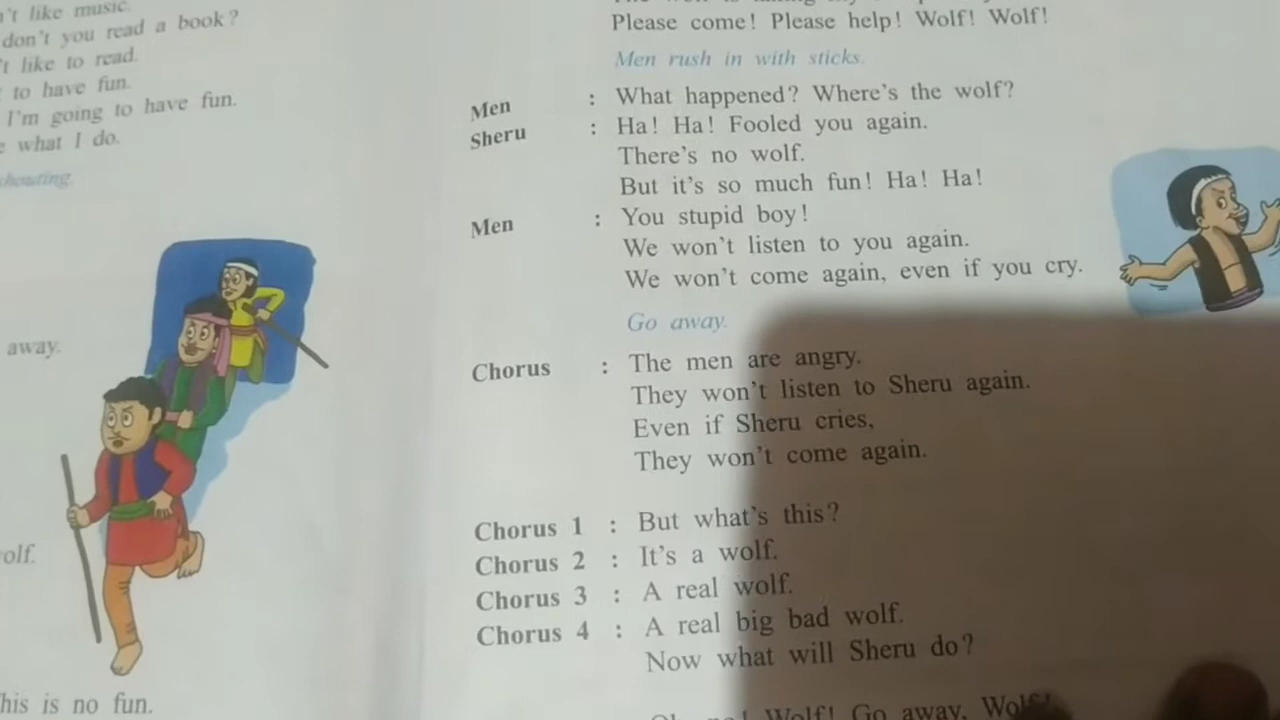 't like music.
don't you read a book?
't like to read.
to have fun.
I'm going to have fun.
what I do.
shouting.
away.
olf.
his is no fun.
Please come! Please help! Wolf! Wolf!
Men rush in with sticks.
Men : What happened? Where's the wolf?
Sheru : Ha! Ha! Fooled you again.
There's no wolf.
But it's so much fun! Ha! Ha!
Men : You stupid boy!
We won't listen to you again.
We won't come again, even if you cry.
Go away.
Chorus : The men are angry.
They won't listen to Sheru again.
Even if Sheru cries,
They won't come again.
Chorus 1 : But what's this?
Chorus 2 : It's a wolf.
Chorus 3 : A real wolf.
Chorus 4 : A real big bad wolf.
Now what will Sheru do?
Wolf! Go away, Wolf!